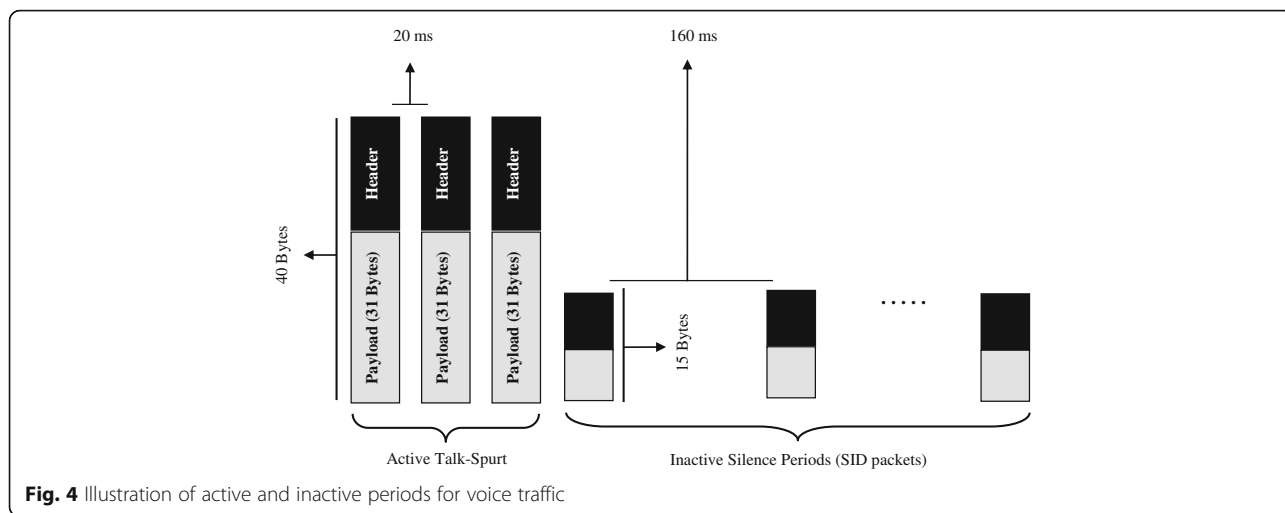 20 ms
160 ms
40 Bytes
Header
Header
Header
Payload (31 Bytes)
Payload (31 Bytes)
Payload (31 Bytes)
15 Bytes
.....
Active Talk-Spurt
Inactive Silence Periods (SID packets)
Fig. 4 Illustration of active and inactive periods for voice traffic